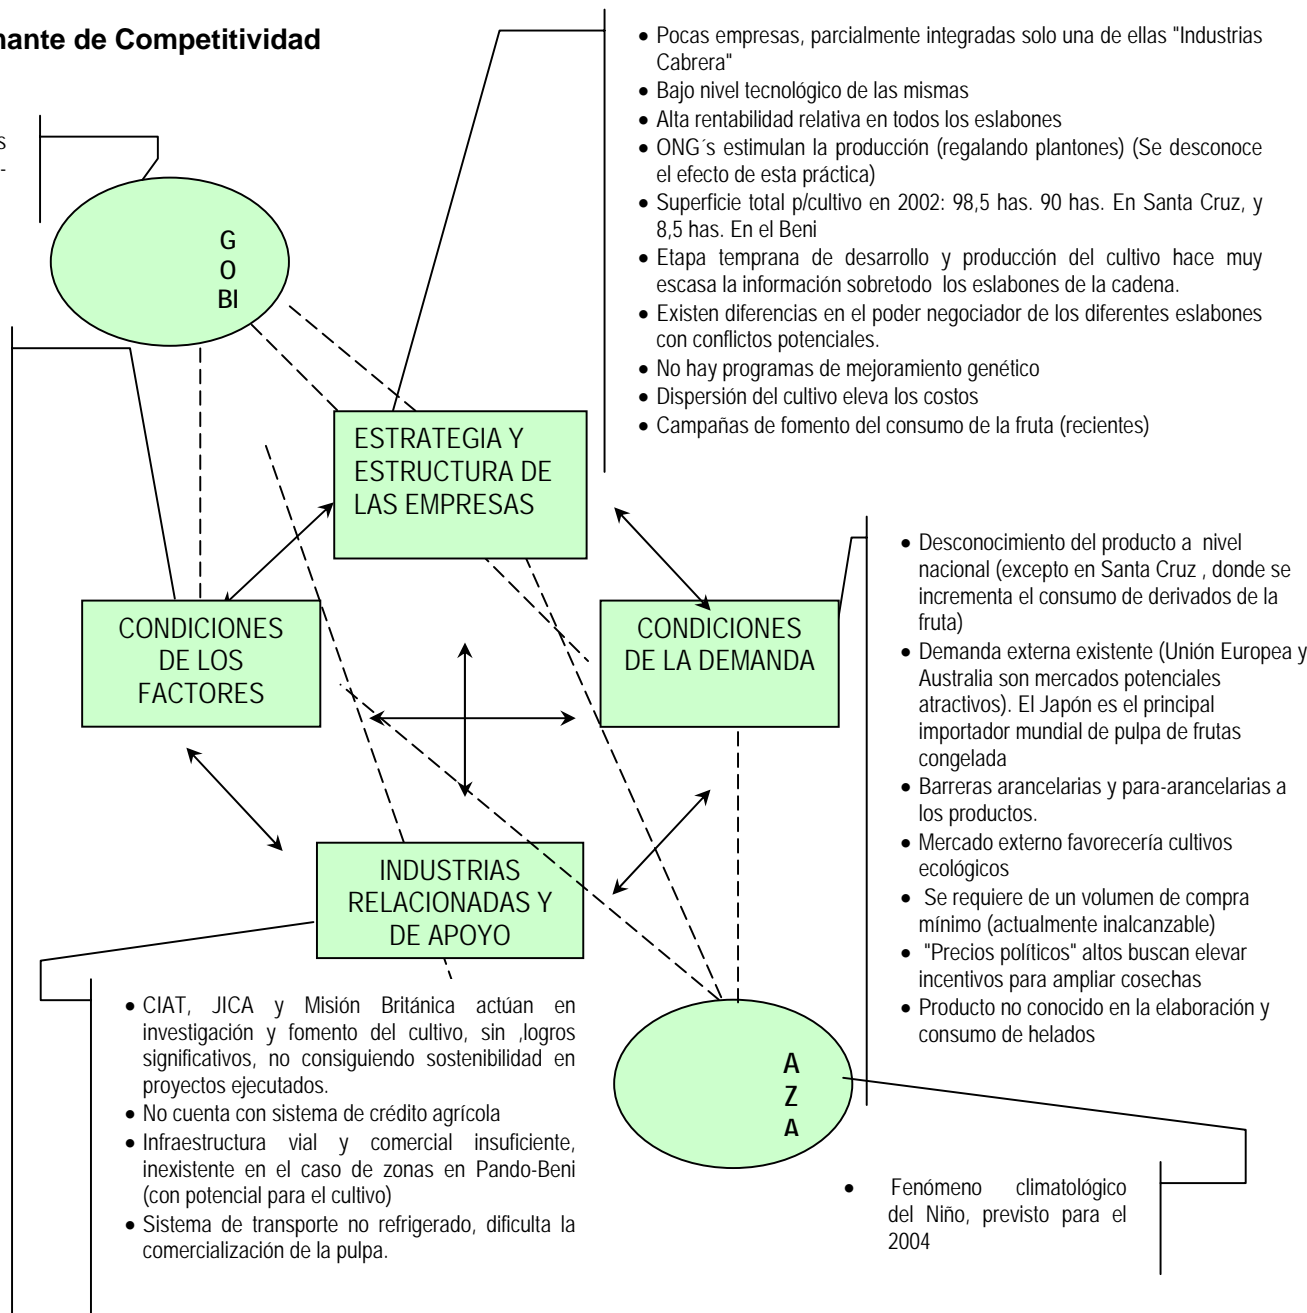 nante de Competitividad
s
-
G
O
BI
• Pocas empresas, parcialmente integradas solo una de ellas "Industrias
Cabrera"
• Bajo nivel tecnológico de las mismas
• Alta rentabilidad relativa en todos los eslabones
• ONG´s estimulan la producción (regalando plantones) (Se desconoce
el efecto de esta práctica)
• Superficie total p/cultivo en 2002: 98,5 has. 90 has. En Santa Cruz, y
8,5 has. En el Beni
• Etapa temprana de desarrollo y producción del cultivo hace muy
escasa la información sobretodo los eslabones de la cadena.
• Existen diferencias en el poder negociador de los diferentes eslabones
con conflictos potenciales.
• No hay programas de mejoramiento genético
• Dispersión del cultivo eleva los costos
• Campañas de fomento del consumo de la fruta (recientes)
ESTRATEGIA Y
ESTRUCTURA DE
LAS EMPRESAS
CONDICIONES
DE LOS
FACTORES
CONDICIONES
DE LA DEMANDA
• Desconocimiento del producto a nivel
nacional (excepto en Santa Cruz , donde se
incrementa el consumo de derivados de la
fruta)
• Demanda externa existente (Unión Europea y
Australia son mercados potenciales
atractivos). El Japón es el principal
importador mundial de pulpa de frutas
congelada
• Barreras arancelarias y para-arancelarias a
los productos.
• Mercado externo favorecería cultivos
ecológicos
• Se requiere de un volumen de compra
mínimo (actualmente inalcanzable)
• "Precios políticos" altos buscan elevar
incentivos para ampliar cosechas
• Producto no conocido en la elaboración y
consumo de helados
INDUSTRIAS
RELACIONADAS Y
DE APOYO
• CIAT, JICA y Misión Británica actúan en
investigación y fomento del cultivo, sin ,logros
significativos, no consiguiendo sostenibilidad en
proyectos ejecutados.
• No cuenta con sistema de crédito agrícola
• Infraestructura vial y comercial insuficiente,
inexistente en el caso de zonas en Pando-Beni
(con potencial para el cultivo)
• Sistema de transporte no refrigerado, dificulta la
comercialización de la pulpa.
A
Z
A
• Fenómeno climatológico
del Niño, previsto para el
2004